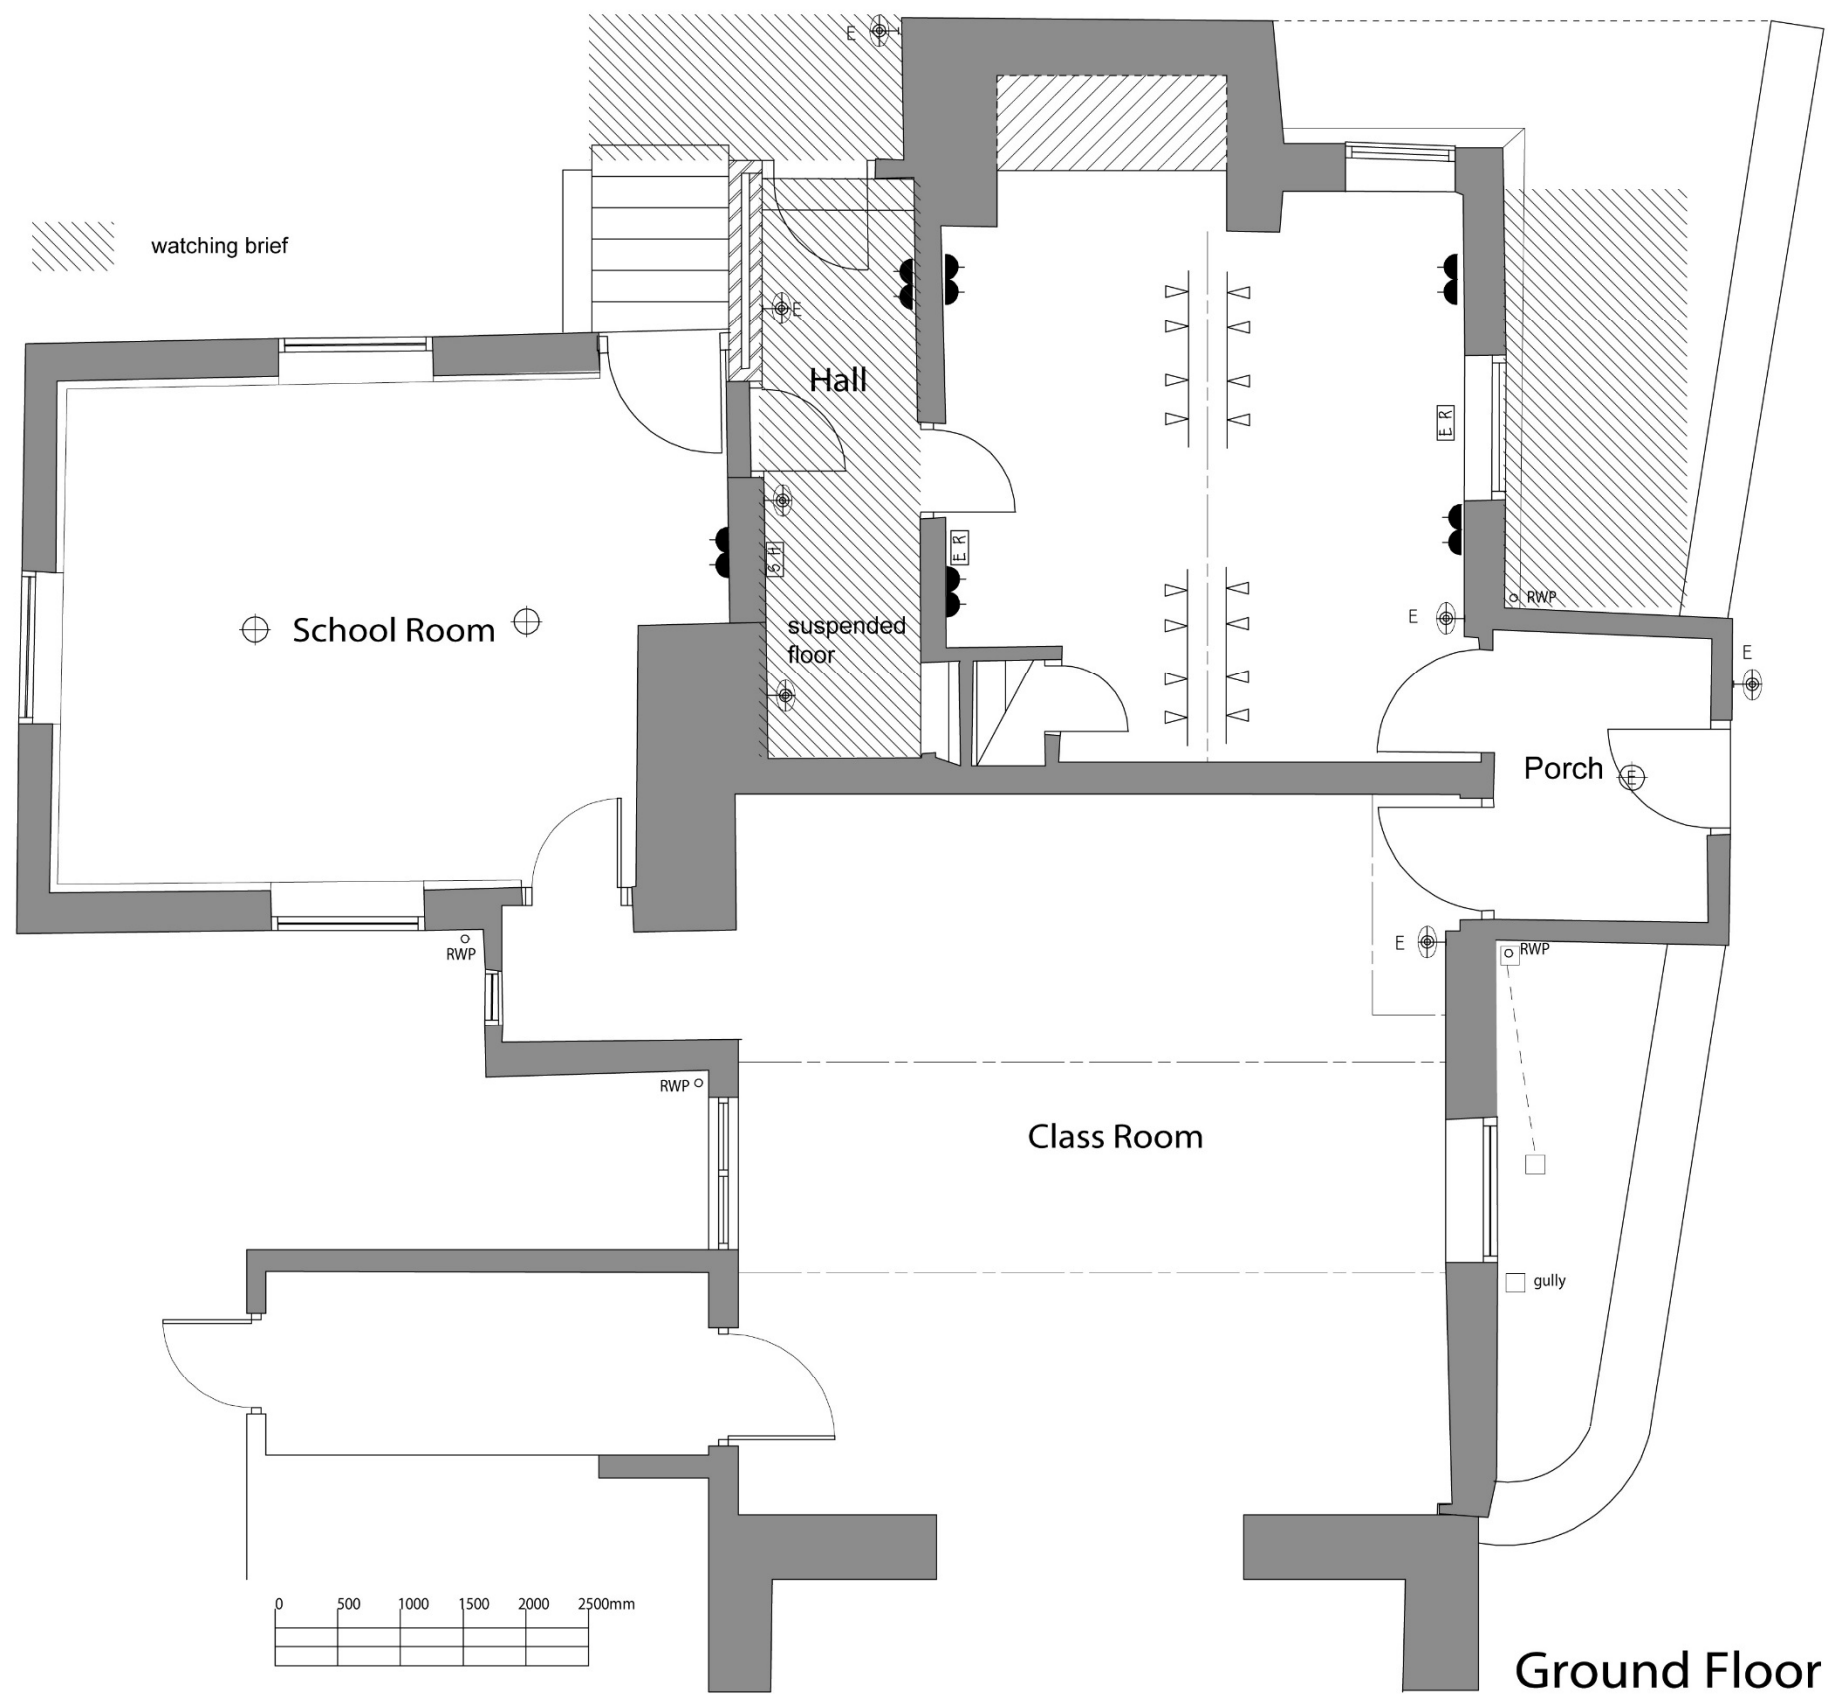 E
watching brief
E
Hall
E R
S H
E R
suspended
floor
School Room
RWP
E
E
Porch
E
E
RWP
RWP
RWP
Class Room
gully
0 500 1000 1500 2000 2500mm
Ground Floor